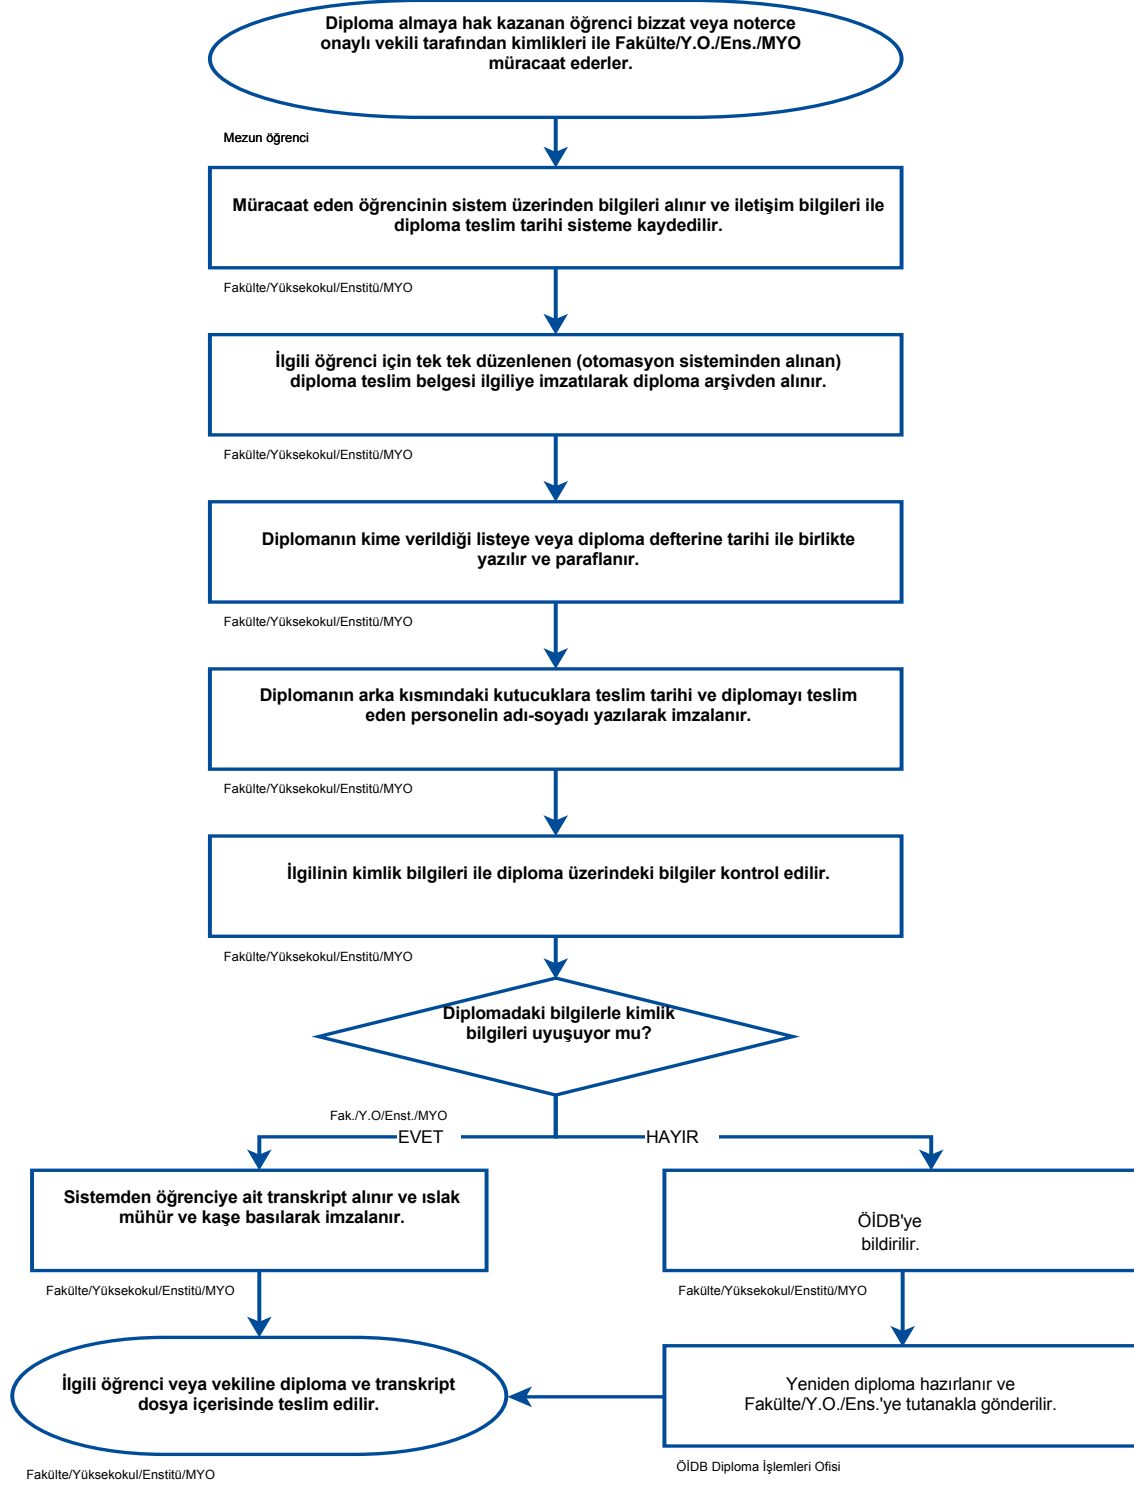 Diploma almaya hak kazanan öğrenci bizzat veya noterce
onaylı vekili tarafından kimlikleri ile Fakülte/Y.O./Ens./MYO
müracaat ederler.
Mezun öğrenci
Müracaat eden öğrencinin sistem üzerinden bilgileri alınır ve iletişim bilgileri ile
diploma teslim tarihi sisteme kaydedilir.
Fakülte/Yüksekokul/Enstitü/MYO
İlgili öğrenci için tek tek düzenlenen (otomasyon sisteminden alınan)
diploma teslim belgesi ilgiliye imzatılarak diploma arşivden alınır.
Fakülte/Yüksekokul/Enstitü/MYO
Diplomanın kime verildiği listeye veya diploma defterine tarihi ile birlikte
yazılır ve paraflanır.
Fakülte/Yüksekokul/Enstitü/MYO
Diplomanın arka kısmındaki kutucuklara teslim tarihi ve diplomayı teslim
eden personelin adı-soyadı yazılarak imzalanır.
Fakülte/Yüksekokul/Enstitü/MYO
İlgilinin kimlik bilgileri ile diploma üzerindeki bilgiler kontrol edilir.
Fakülte/Yüksekokul/Enstitü/MYO
Diplomadaki bilgilerle kimlik
bilgileri uyuşuyor mu?
Fak./Y.O/Enst./MYO
EVET
HAYIR
Sistemden öğrenciye ait transkript alınır ve ıslak
mühür ve kaşe basılarak imzalanır.
Fakülte/Yüksekokul/Enstitü/MYO
ÖİDB'ye
bildirilir.
Fakülte/Yüksekokul/Enstitü/MYO
İlgili öğrenci veya vekiline diploma ve transkript
dosya içerisinde teslim edilir.
Fakülte/Yüksekokul/Enstitü/MYO
Yeniden diploma hazırlanır ve
Fakülte/Y.O./Ens.'ye tutanakla gönderilir.
ÖİDB Diploma İşlemleri Ofisi